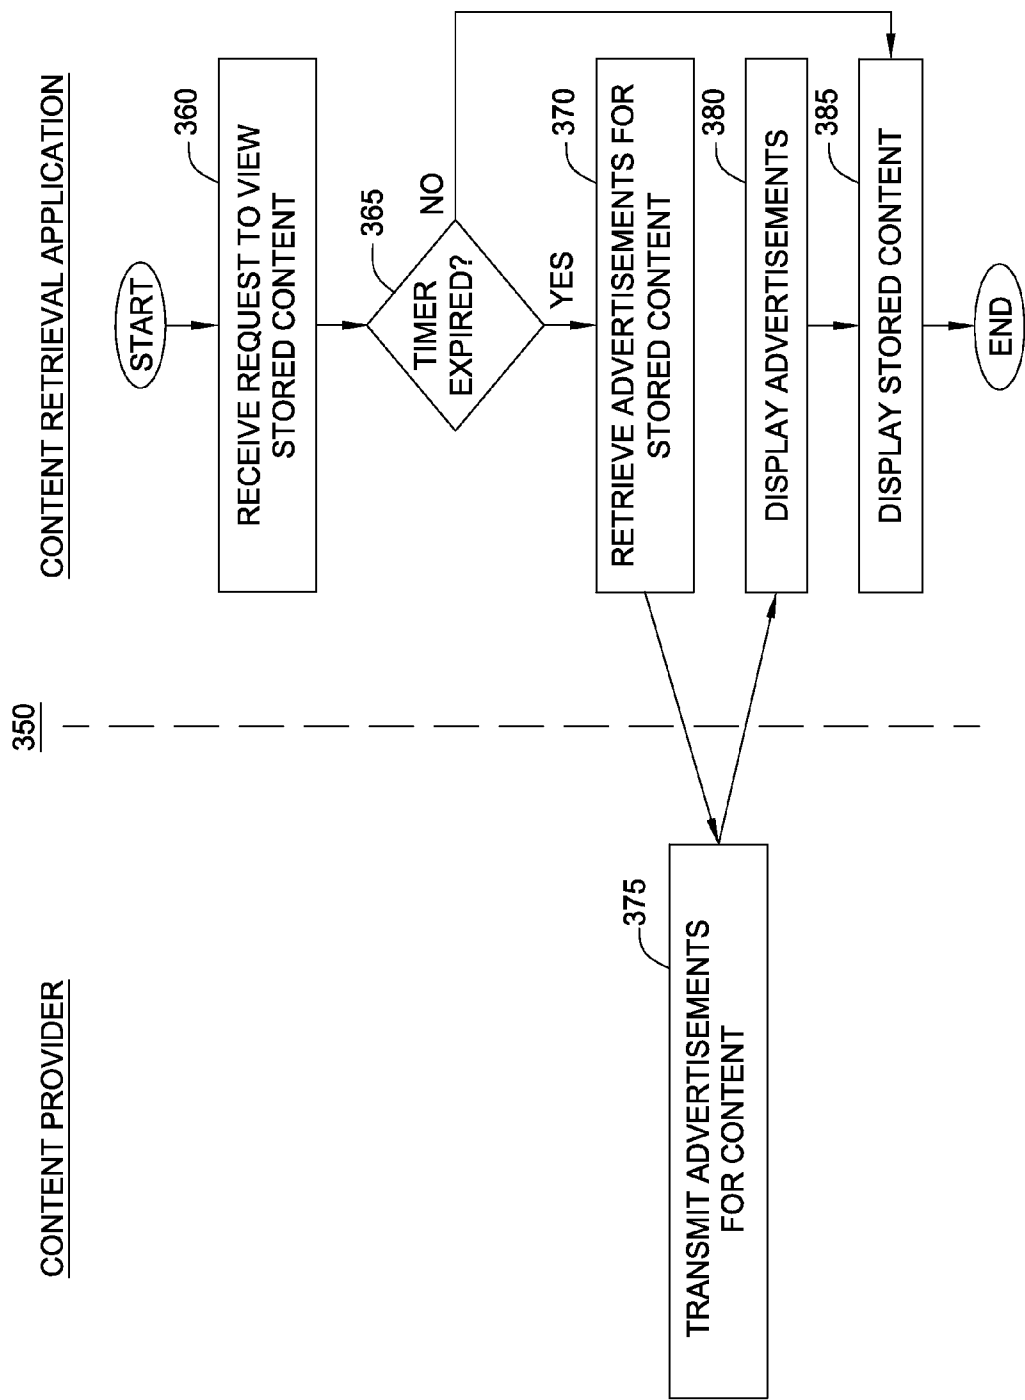 350
CONTENT PROVIDER
CONTENT RETRIEVAL APPLICATION
START
360
RECEIVE REQUEST TO VIEW
STORED CONTENT
365
TIMER
EXPIRED?
NO
YES
370
RETRIEVE ADVERTISEMENTS FOR
STORED CONTENT
375
TRANSMIT ADVERTISEMENTS
FOR CONTENT
380
DISPLAY ADVERTISEMENTS
385
DISPLAY STORED CONTENT
END